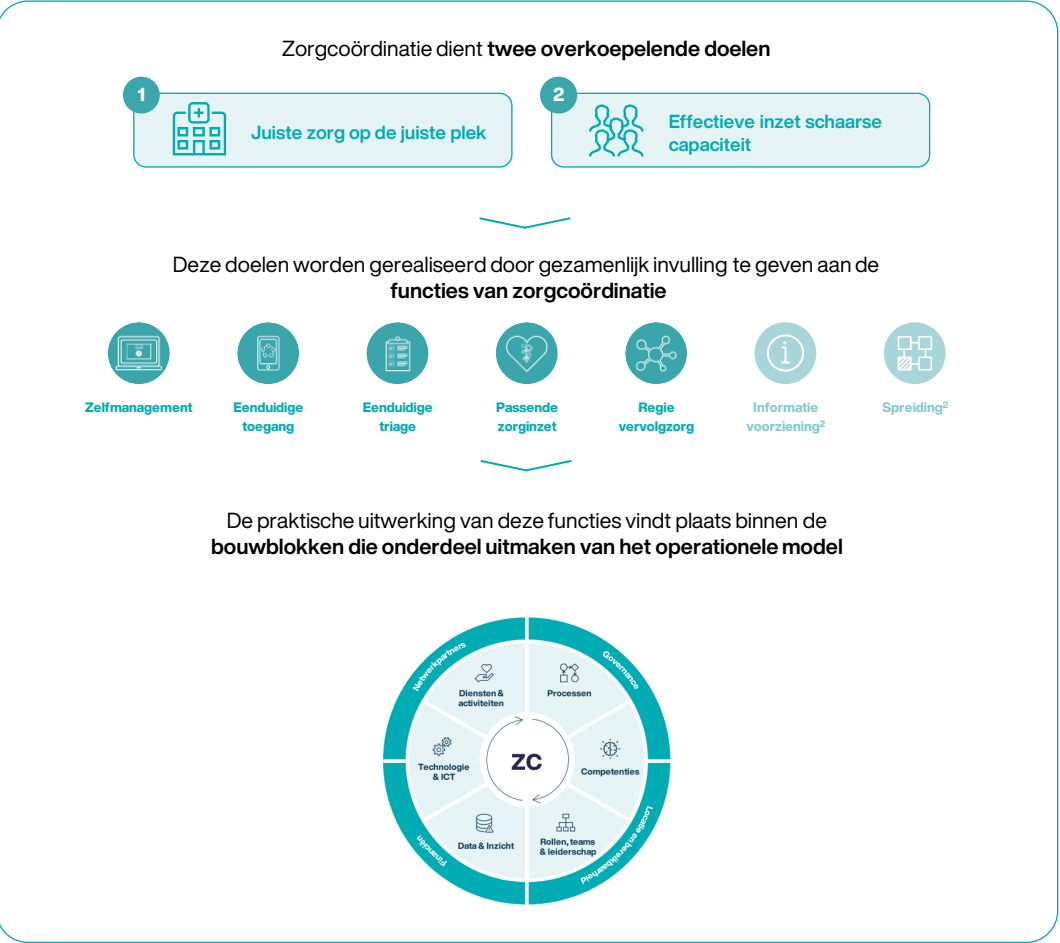 Zorgcoördinatie dient twee overkoepelende doelen
1
Juiste zorg op de juiste plek
2
Effectieve inzet schaarse
capaciteit
Deze doelen worden gerealiseerd door gezamenlijk invulling te geven aan de
functies van zorgcoördinatie
Zelfmanagement
Eenduidige
toegang
Eenduidige
triage
Passende
zorginzet
Regie
vervolgzorg
Informatie
voorziening²
Spreiding²
De praktische uitwerking van deze functies vindt plaats binnen de
bouwblokken die onderdeel uitmaken van het operationele model
Netwerkpartners
Governance
Diensten &
activiteiten
Processen
Technologie
& ICT
ZC
Competenties
Data & Inzicht
Rollen, teams
& leiderschap
Financiën
Locatie en bereikbaarheid